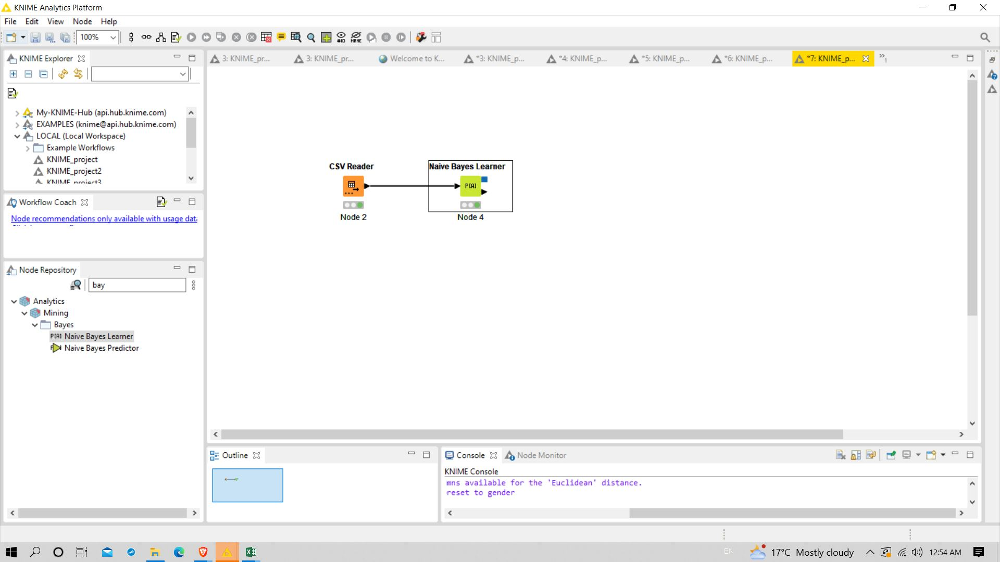 KNIME Analytics Platform
File Edit View Node Help
100%
#ID
NAME
KNIME Explorer
3: KNIME_pr...
3: KNIME_pr...
Welcome to K...
*3: KNIME_p...
*4: KNIME_p...
*5: KNIME_p...
*6: KNIME_p...
*7: KNIME_p...
1
My-KNIME-Hub (api.hub.knime.com)
EXAMPLES (knime@api.hub.knime.com)
LOCAL (Local Workspace)
Example Workflows
KNIME_project
KNIME_project2
KNIME_project3
Workflow Coach
Node recommendations only available with usage dat
Node Repository
bay
Analytics
Mining
Bayes
P[A] Naive Bayes Learner
Naive Bayes Predictor
CSV Reader
Node 2
Naive Bayes Learner
P[A]
Node 4
Outline
Console
Node Monitor
KNIME Console
mns available for the 'Euclidean' distance.
reset to gender
EN
17°C Mostly cloudy
12:54 AM